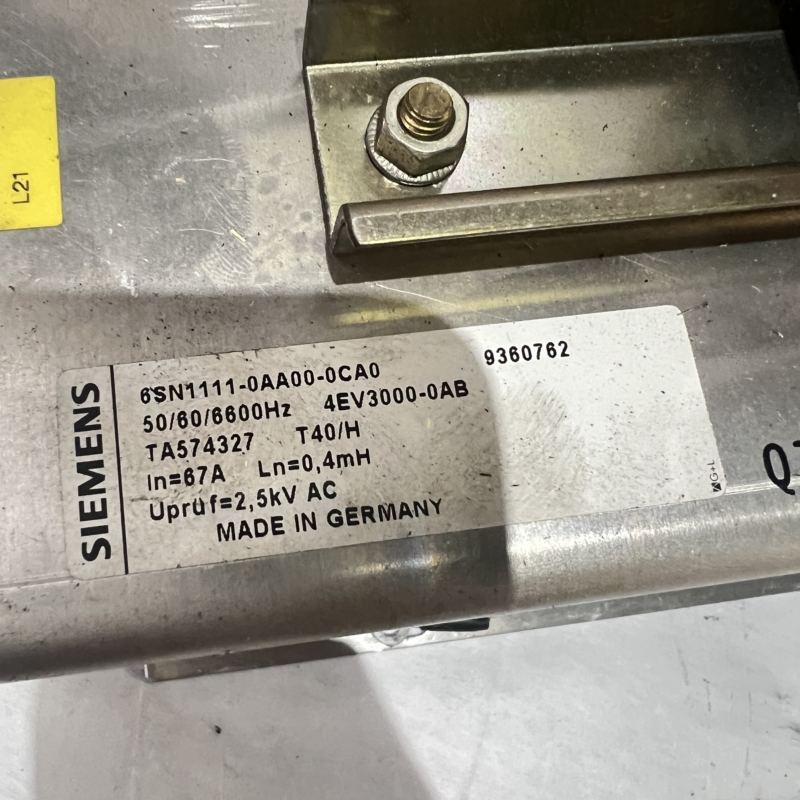 L21
SIEMENS
6SN1111-0AA00-0CA0
9360762
50/60/6600Hz 4EV3000-0AB
TA574327 T40/H
In=67A Ln=0,4mH
Uprüf=2,5kV AC
MADE IN GERMANY
G+L